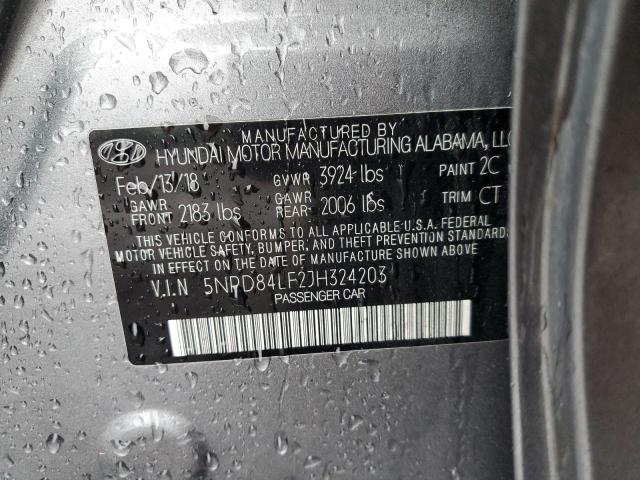 MANUFACTURED BY
HYUNDAI MOTOR MANUFACTURING ALABAMA, LLC
Feb/13/18 GVWR 3924 lbs PAINT 2C
GAWR FRONT 2183 lbs GAWR REAR 2006 lbs TRIM CT
THIS VEHICLE CONFORMS TO ALL APPLICABLE U.S.A. FEDERAL
MOTOR VEHICLE SAFETY, BUMPER, AND THEFT PREVENTION STANDARDS
IN EFFECT ON THE DATE OF MANUFACTURE SHOWN ABOVE
V.I.N 5NPD84LF2JH324203
PASSENGER CAR